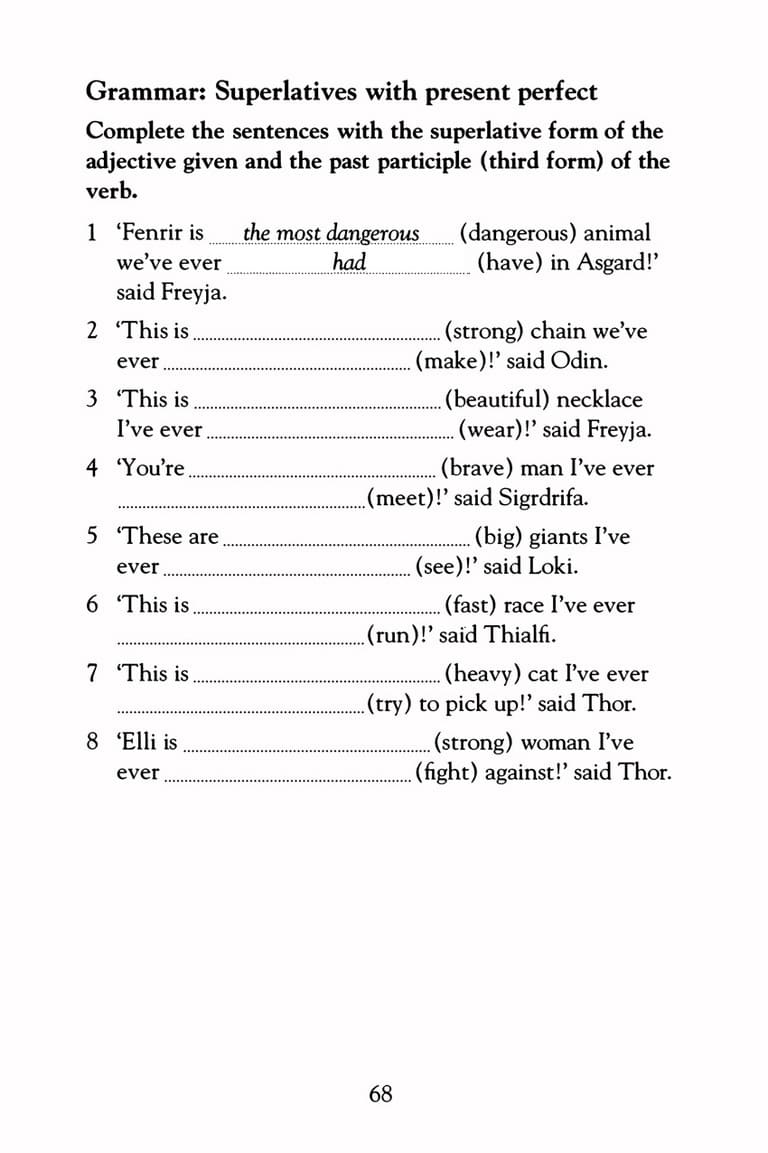 Grammar: Superlatives with present perfect
Complete the sentences with the superlative form of the
adjective given and the past participle (third form) of the
verb.
1 ‘Fenrir is ......the most dangerous...... (dangerous) animal
we’ve ever ....................had.................... (have) in Asgard!’
said Freyja.
2 ‘This is ........................................ (strong) chain we’ve
ever ........................................ (make)!’ said Odin.
3 ‘This is ........................................ (beautiful) necklace
I’ve ever ........................................ (wear)!’ said Freyja.
4 ‘You’re ........................................ (brave) man I’ve ever
........................................ (meet)!’ said Sigrdrifa.
5 ‘These are ........................................ (big) giants I’ve
ever ........................................ (see)!’ said Loki.
6 ‘This is ........................................ (fast) race I’ve ever
........................................ (run)!’ said Thialfi.
7 ‘This is ........................................ (heavy) cat I’ve ever
........................................ (try) to pick up!’ said Thor.
8 ‘Elli is ........................................ (strong) woman I’ve
ever ........................................ (fight) against!’ said Thor.
68